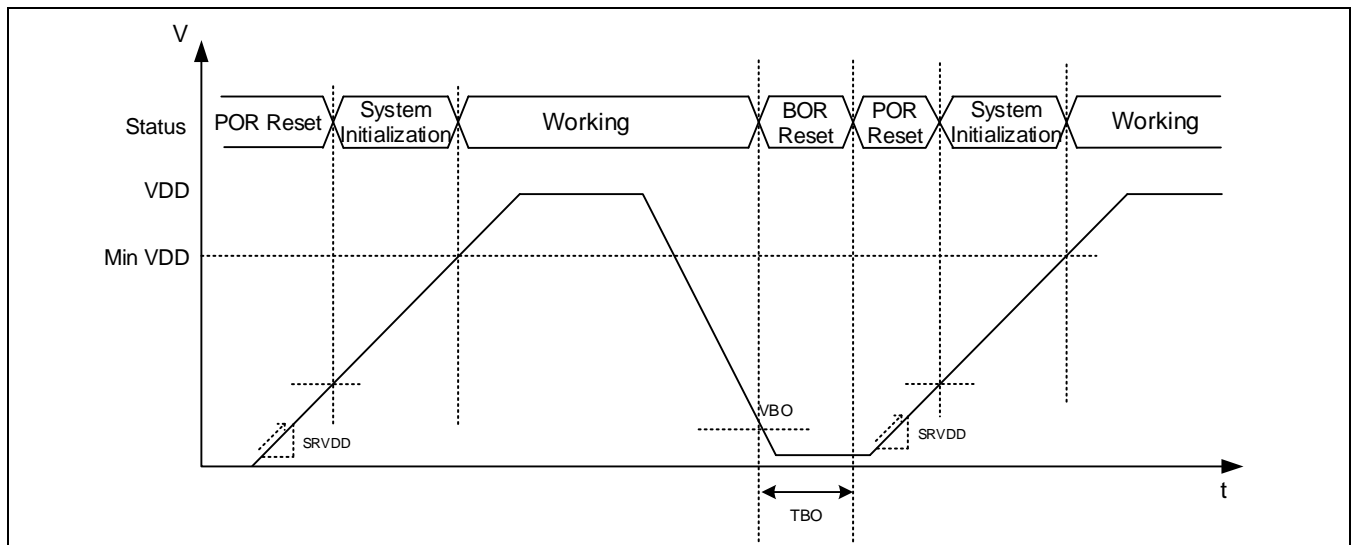 V
Status
POR Reset
System
Initialization
Working
BOR
Reset
POR
Reset
System
Initialization
Working
VDD
Min VDD
VBO
SRVDD
SRVDD
t
TBO